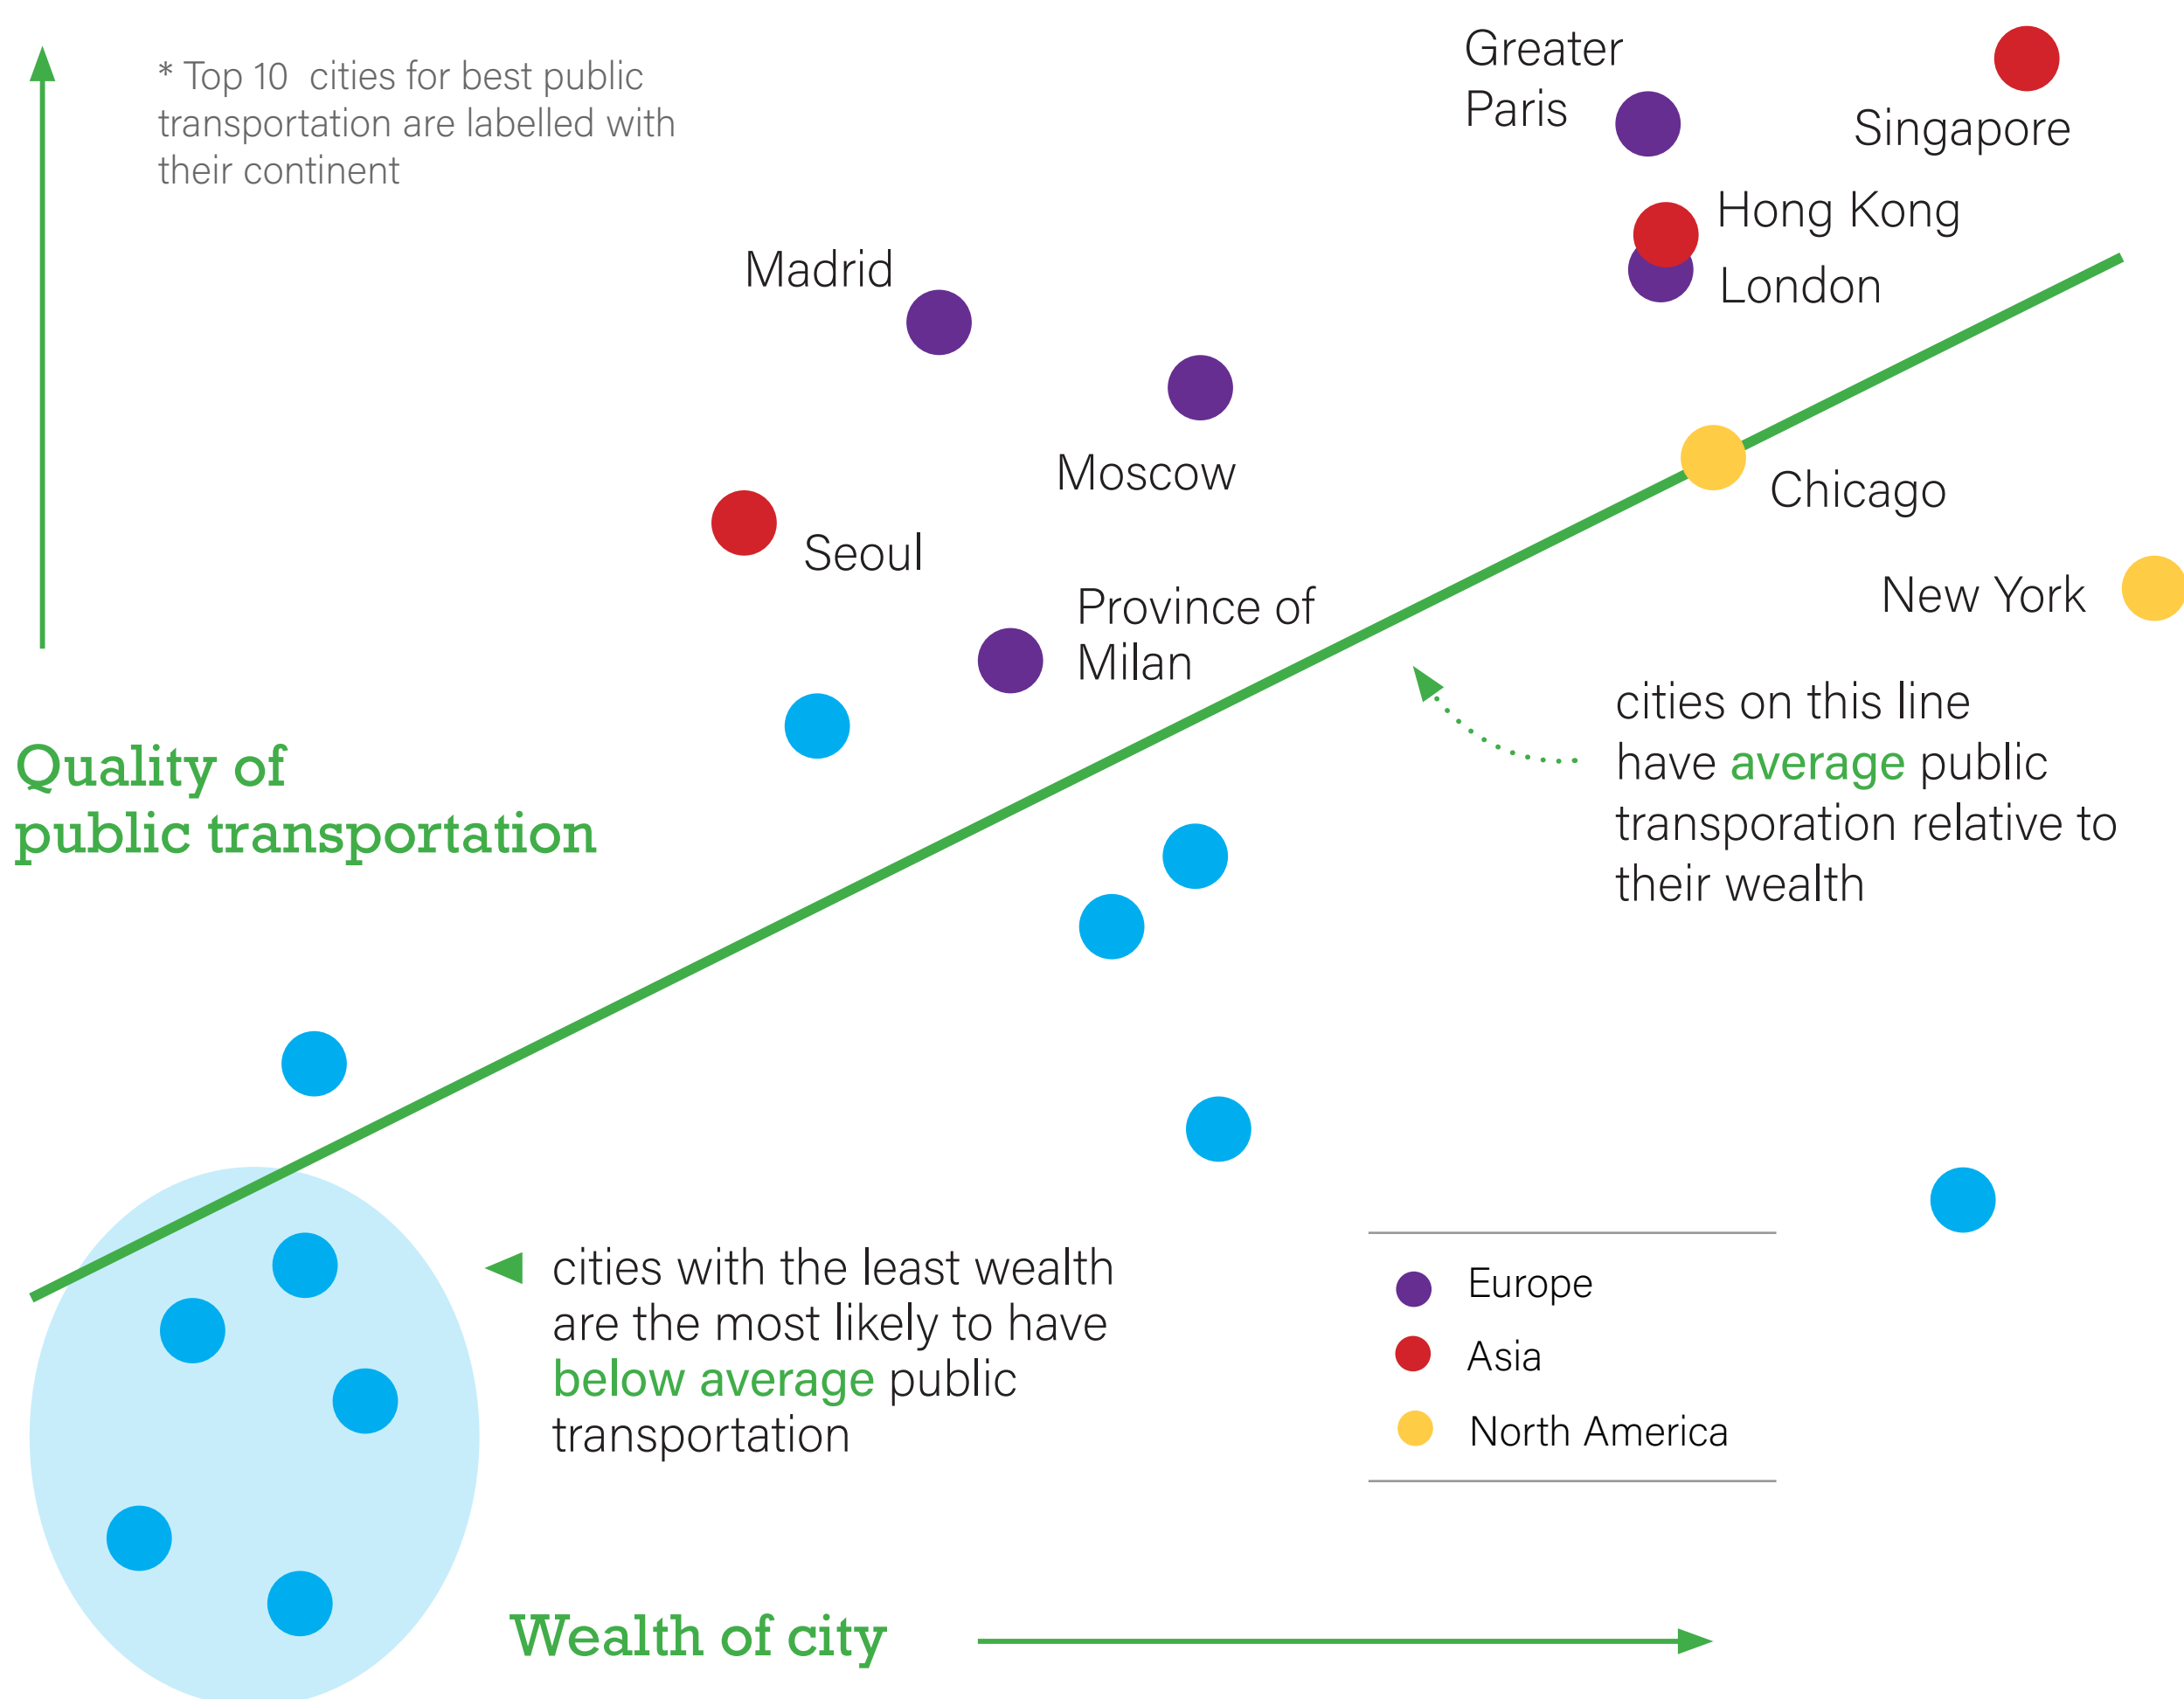 * Top 10 cities for best public
transportation are labelled with
their continent
Greater
Paris
Singapore
Hong Kong
London
Madrid
Moscow
Chicago
Seoul
New York
Province of
Milan
cities on this line
have average public
transporation relative to
their wealth
Quality of
public transportation
cities with the least wealth
are the most likely to have
below average public
transportation
Europe
Asia
North America
Wealth of city